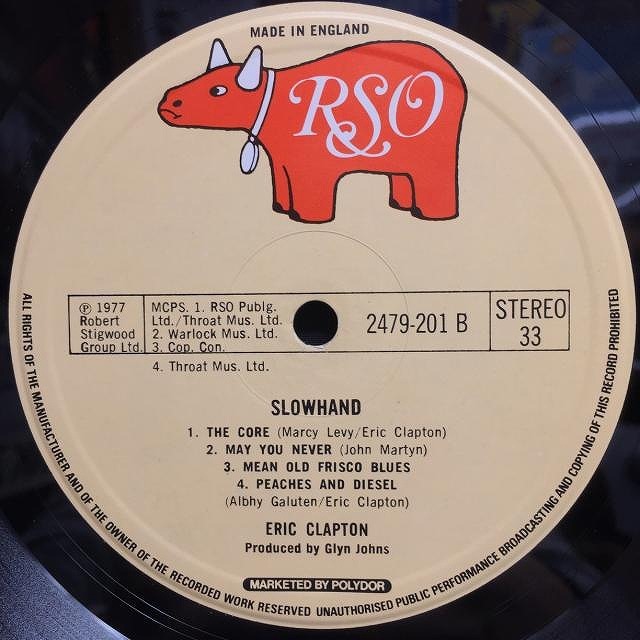 MADE IN ENGLAND
RSO
℗ 1977
Robert
Stigwood
Group Ltd.
MCPS. 1. RSO Publg.
Ltd./Throat Mus. Ltd.
2. Warlock Mus. Ltd.
3. Cop. Con.
4. Throat Mus. Ltd.
2479-201 B
STEREO
33
SLOWHAND
1. THE CORE (Marcy Levy/Eric Clapton)
2. MAY YOU NEVER (John Martyn)
3. MEAN OLD FRISCO BLUES
4. PEACHES AND DIESEL
(Albhy Galuten/Eric Clapton)
ERIC CLAPTON
Produced by Glyn Johns
MARKETED BY POLYDOR
ALL RIGHTS OF THE MANUFACTURER AND OF THE OWNER OF THE RECORDED WORK RESERVED UNAUTHORISED PUBLIC PERFORMANCE BROADCASTING AND COPYING OF THIS RECORD PROHIBITED